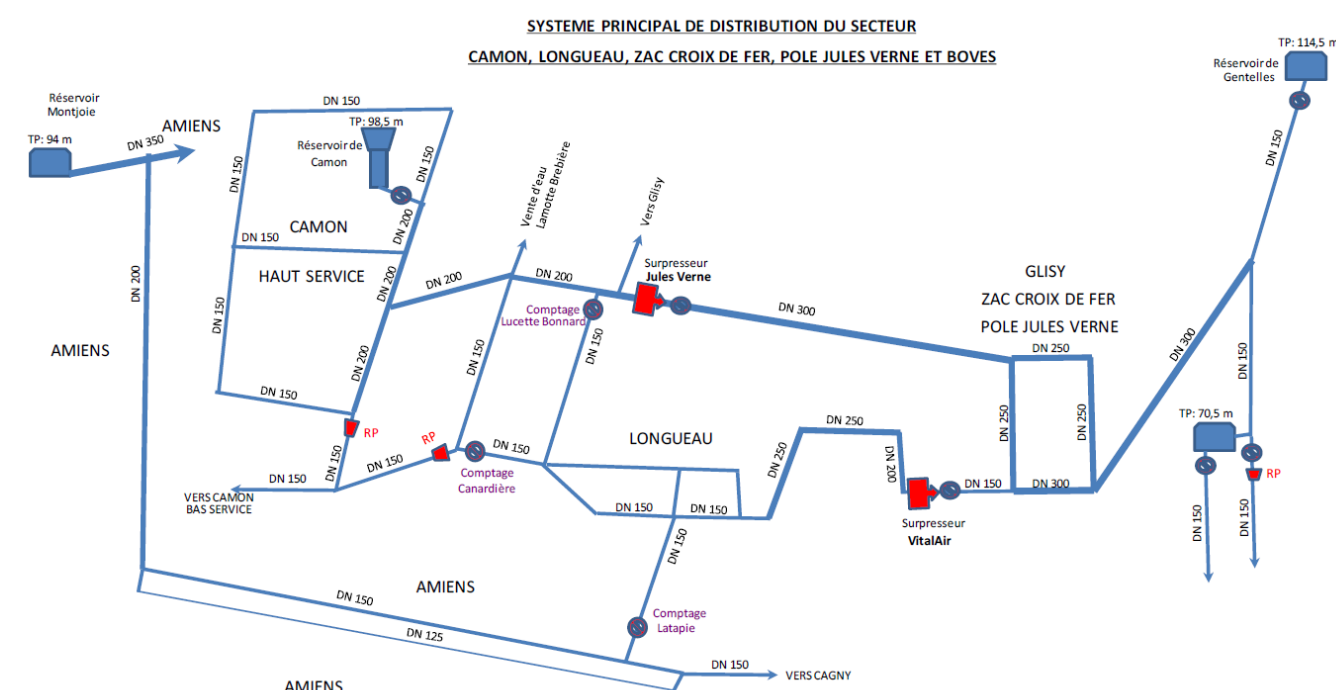 SYSTEME PRINCIPAL DE DISTRIBUTION DU SECTEUR
CAMON, LONGUEAU, ZAC CROIX DE FER, POLE JULES VERNE ET BOVES
TP: 114,5 m
Réservoir de
Gentelles
Réservoir
Montjoie
TP: 94 m
DN 350
AMIENS
DN 150
TP: 98,5 m
Réservoir de
Camon
DN 150
DN 150
DN 200
CAMON
DN 150
HAUT SERVICE
DN 200
DN 150
DN 200
DN 150
DN 200
RP
DN 150
DN 150
VERS CAMON
BAS SERVICE
DN 200
AMIENS
DN 200
Vente d'eau
Lamotte Brebière
Vers Glisy
DN 200
Surpresseur
Jules Verne
Comptage
Lucette Bonnard
DN 150
DN 150
DN 300
RP
DN 150
DN 150
Comptage
Canardière
LONGUEAU
DN 150
DN 150
DN 250
DN 250
DN 200
Surpresseur
VitalAir
DN 150
DN 300
GLISY
ZAC CROIX DE FER
POLE JULES VERNE
DN 250
DN 250
DN 250
DN 300
DN 150
DN 150
TP: 70,5 m
RP
DN 150
DN 150
DN 150
Comptage
Latapie
AMIENS
DN 150
DN 125
DN 150
VERS CAGNY
AMIENS